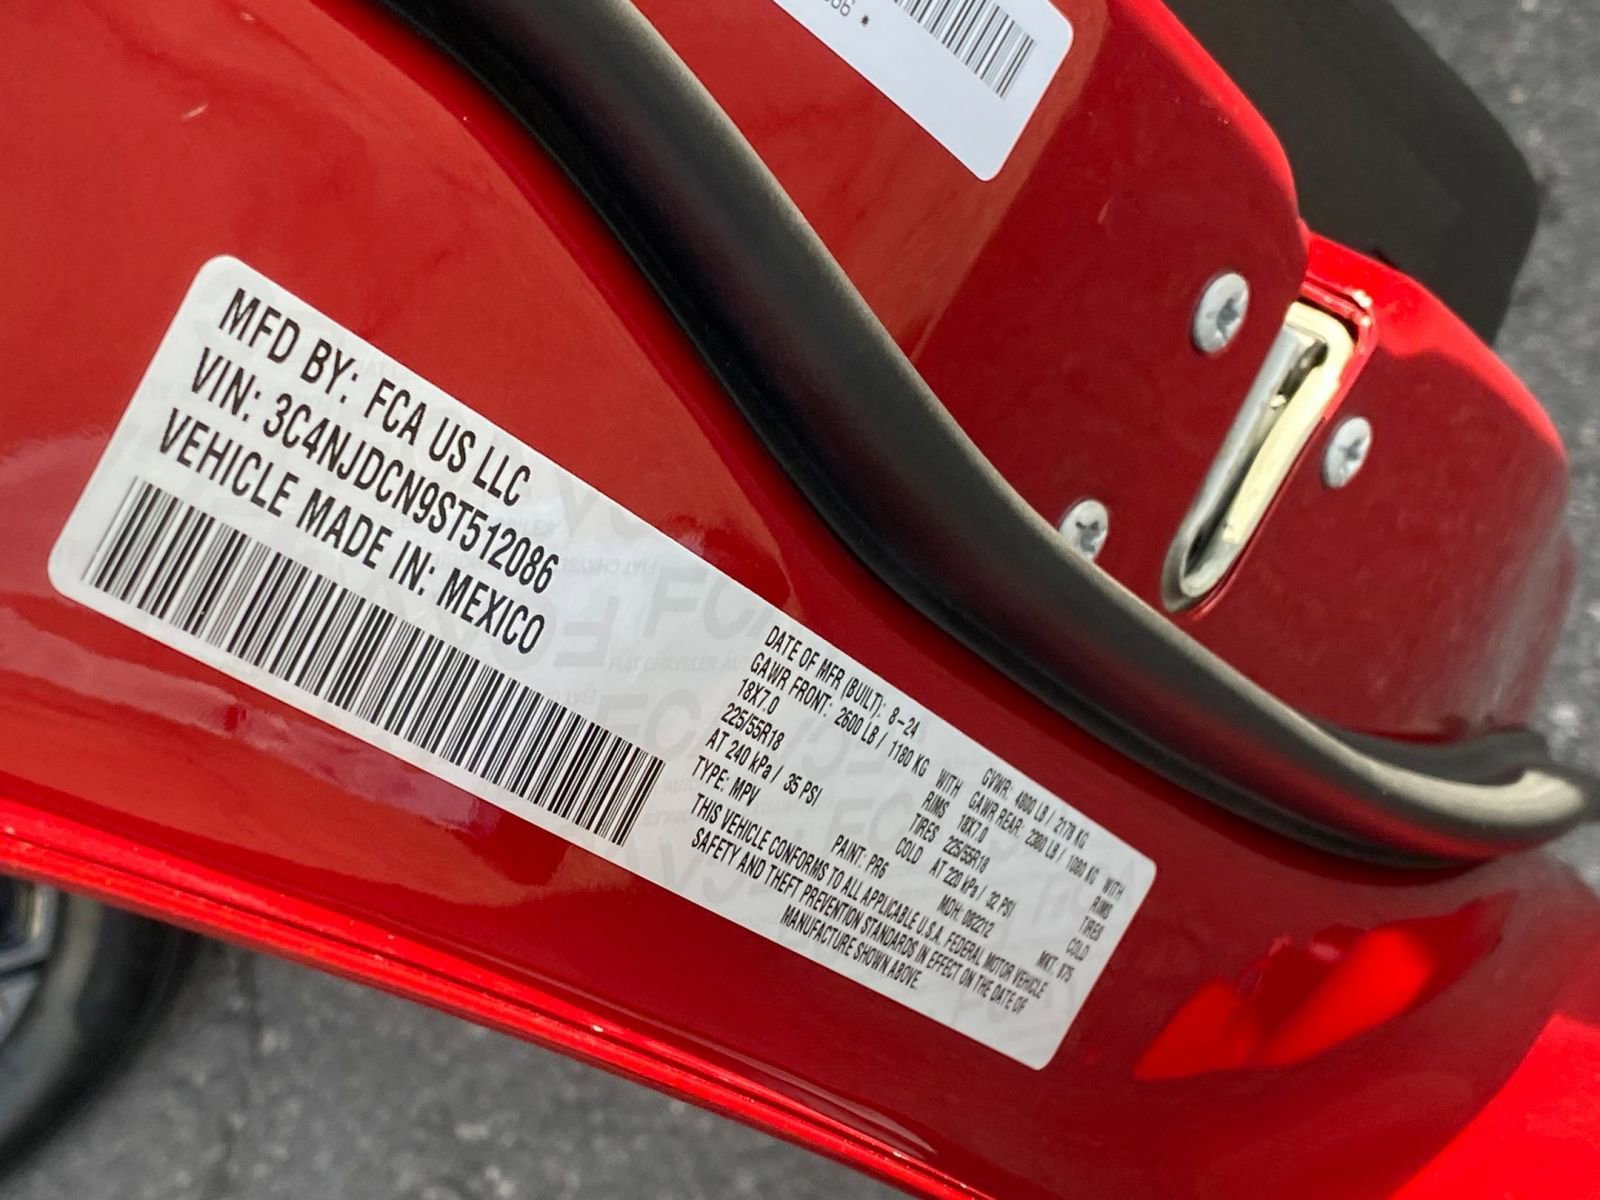 MFD BY: FCA US LLC
VIN: 3C4NJDCN9ST512086
VEHICLE MADE IN: MEXICO
DATE OF MFR (BUILT): 8-24 GVWR: 4800 LB / 2178 KG
GAWR FRONT: 2600 LB / 1180 KG WITH GAWR REAR: 2380 LB / 1080 KG WITH
18X7.0 RIMS 18X7.0 RIMS
225/55R18 TIRES 225/55R18 TIRES
AT 240 kPa / 35 PSI COLD AT 220 kPa / 32 PSI COLD
TYPE: MPV PAINT: PR6 MDH: 082212 MKT. 875
THIS VEHICLE CONFORMS TO ALL APPLICABLE U.S.A. FEDERAL MOTOR VEHICLE
SAFETY AND THEFT PREVENTION STANDARDS IN EFFECT ON THE DATE OF
MANUFACTURE SHOWN ABOVE.